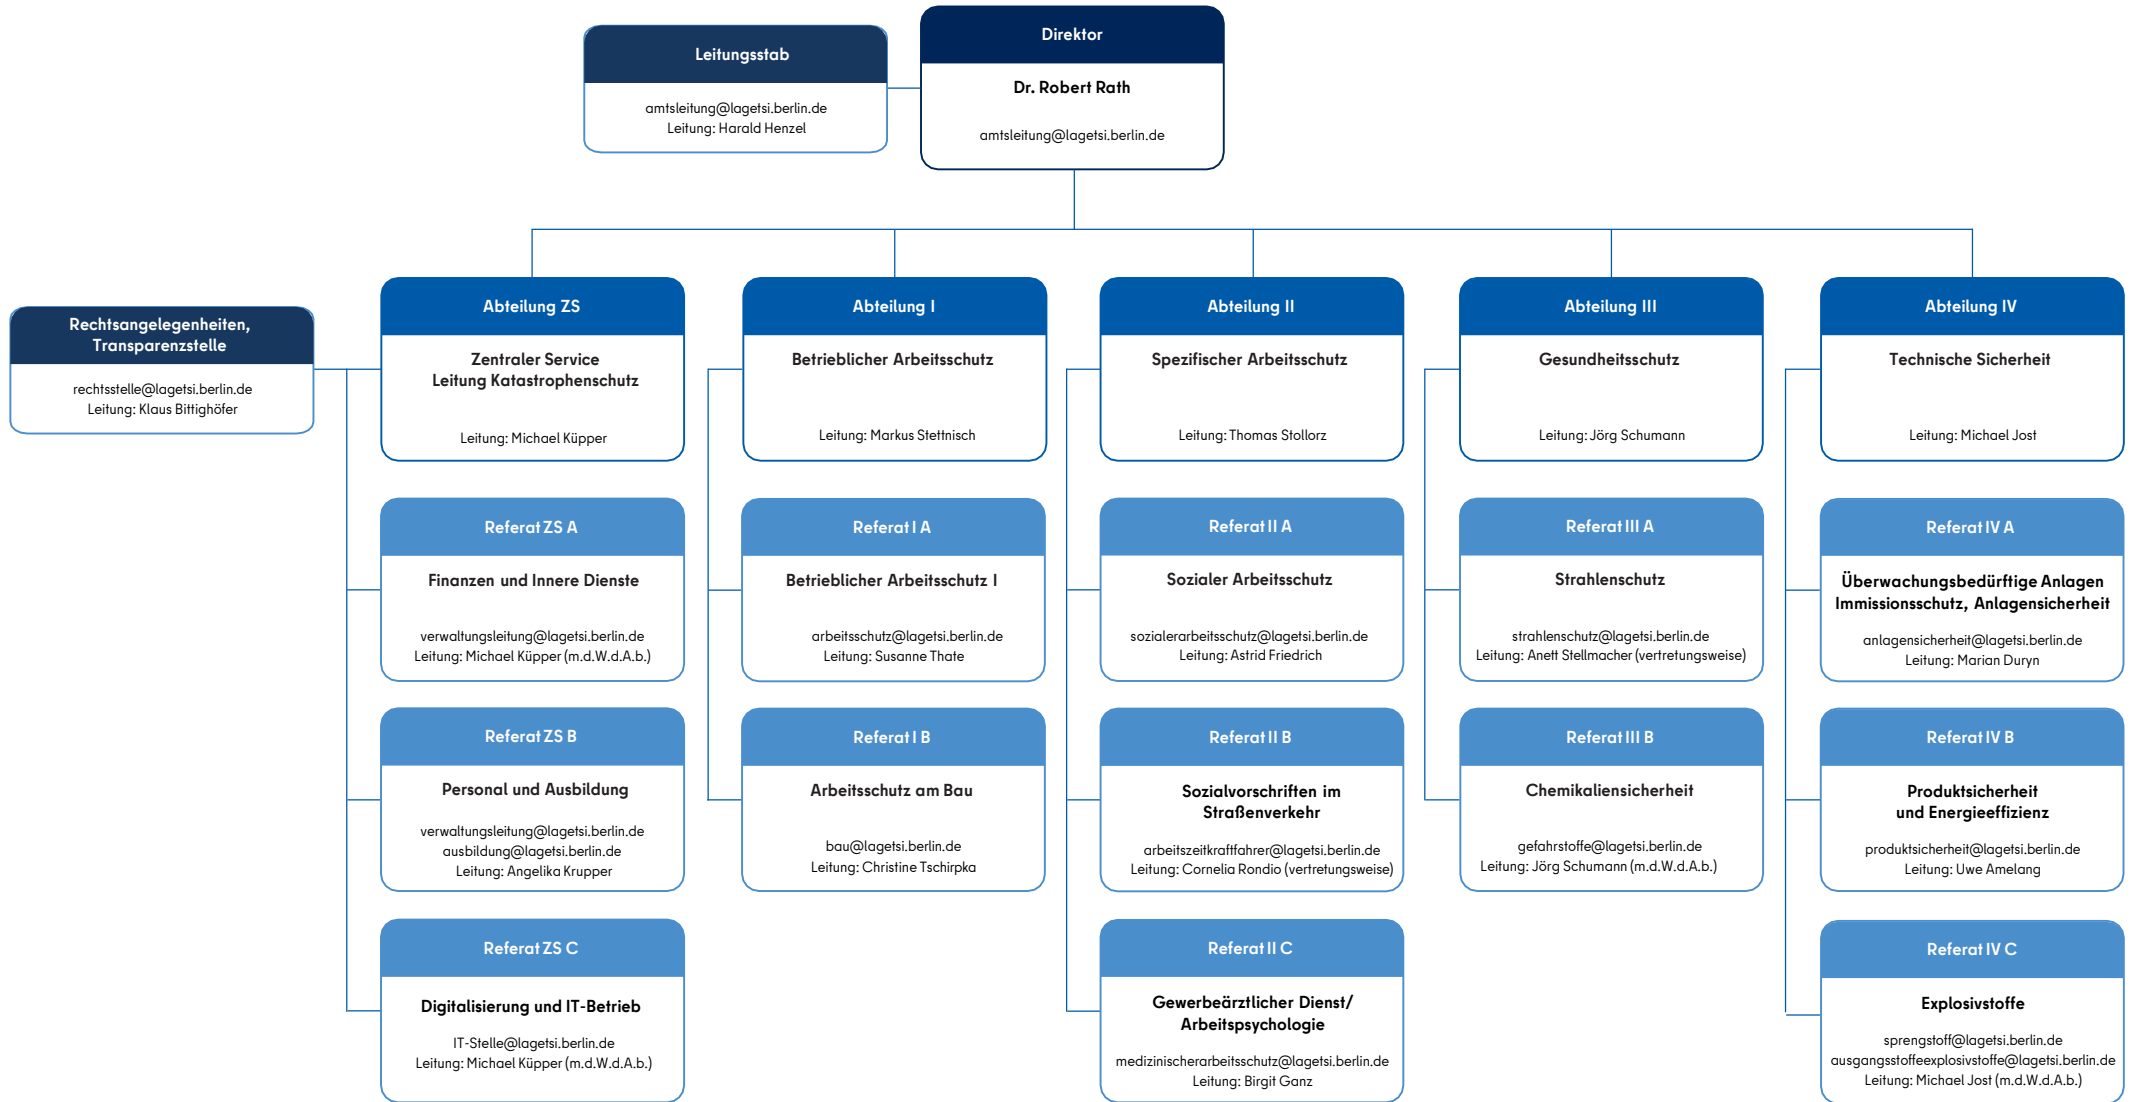 Leitungsstab
amtsleitung@lagetsi.berlin.de
Leitung: Harald Henzel
Direktor
Dr. Robert Rath
amtsleitung@lagetsi.berlin.de
Rechtsangelegenheiten,
Transparenzstelle
rechtsstelle@lagetsi.berlin.de
Leitung: Klaus Bittighöfer
Abteilung ZS
Zentraler Service
Leitung Katastrophenschutz
Leitung: Michael Küpper
Referat ZS A
Finanzen und Innere Dienste
verwaltungsleitung@lagetsi.berlin.de
Leitung: Michael Küpper (m.d.W.d.A.b.)
Referat ZS B
Personal und Ausbildung
verwaltungsleitung@lagetsi.berlin.de
ausbildung@lagetsi.berlin.de
Leitung: Angelika Krupper
Referat ZS C
Digitalisierung und IT-Betrieb
IT-Stelle@lagetsi.berlin.de
Leitung: Michael Küpper (m.d.W.d.A.b.)
Abteilung I
Betrieblicher Arbeitsschutz
Leitung: Markus Stettnisch
Referat I A
Betrieblicher Arbeitsschutz I
arbeitsschutz@lagetsi.berlin.de
Leitung: Susanne Thate
Referat I B
Arbeitsschutz am Bau
bau@lagetsi.berlin.de
Leitung: Christine Tschirpka
Abteilung II
Spezifischer Arbeitsschutz
Leitung: Thomas Stollorz
Referat II A
Sozialer Arbeitsschutz
sozialerarbeitsschutz@lagetsi.berlin.de
Leitung: Astrid Friedrich
Referat II B
Sozialvorschriften im
Straßenverkehr
arbeitszeitkraftfahrer@lagetsi.berlin.de
Leitung: Cornelia Rondio (vertretungsweise)
Referat II C
Gewerbeärztlicher Dienst/
Arbeitspsychologie
medizinischerarbeitsschutz@lagetsi.berlin.de
Leitung: Birgit Ganz
Abteilung III
Gesundheitsschutz
Leitung: Jörg Schumann
Referat III A
Strahlenschutz
strahlenschutz@lagetsi.berlin.de
Leitung: Anett Stellmacher (vertretungsweise)
Referat III B
Chemikaliensicherheit
gefahrstoffe@lagetsi.berlin.de
Leitung: Jörg Schumann (m.d.W.d.A.b.)
Abteilung IV
Technische Sicherheit
Leitung: Michael Jost
Referat IV A
Überwachungsbedürftige Anlagen
Immissionsschutz, Anlagensicherheit
anlagensicherheit@lagetsi.berlin.de
Leitung: Marian Duryn
Referat IV B
Produktsicherheit
und Energieeffizienz
produktsicherheit@lagetsi.berlin.de
Leitung: Uwe Amelang
Referat IV C
Explosivstoffe
sprengstoff@lagetsi.berlin.de
ausgangsstoffeexplosivstoffe@lagetsi.berlin.de
Leitung: Michael Jost (m.d.W.d.A.b.)